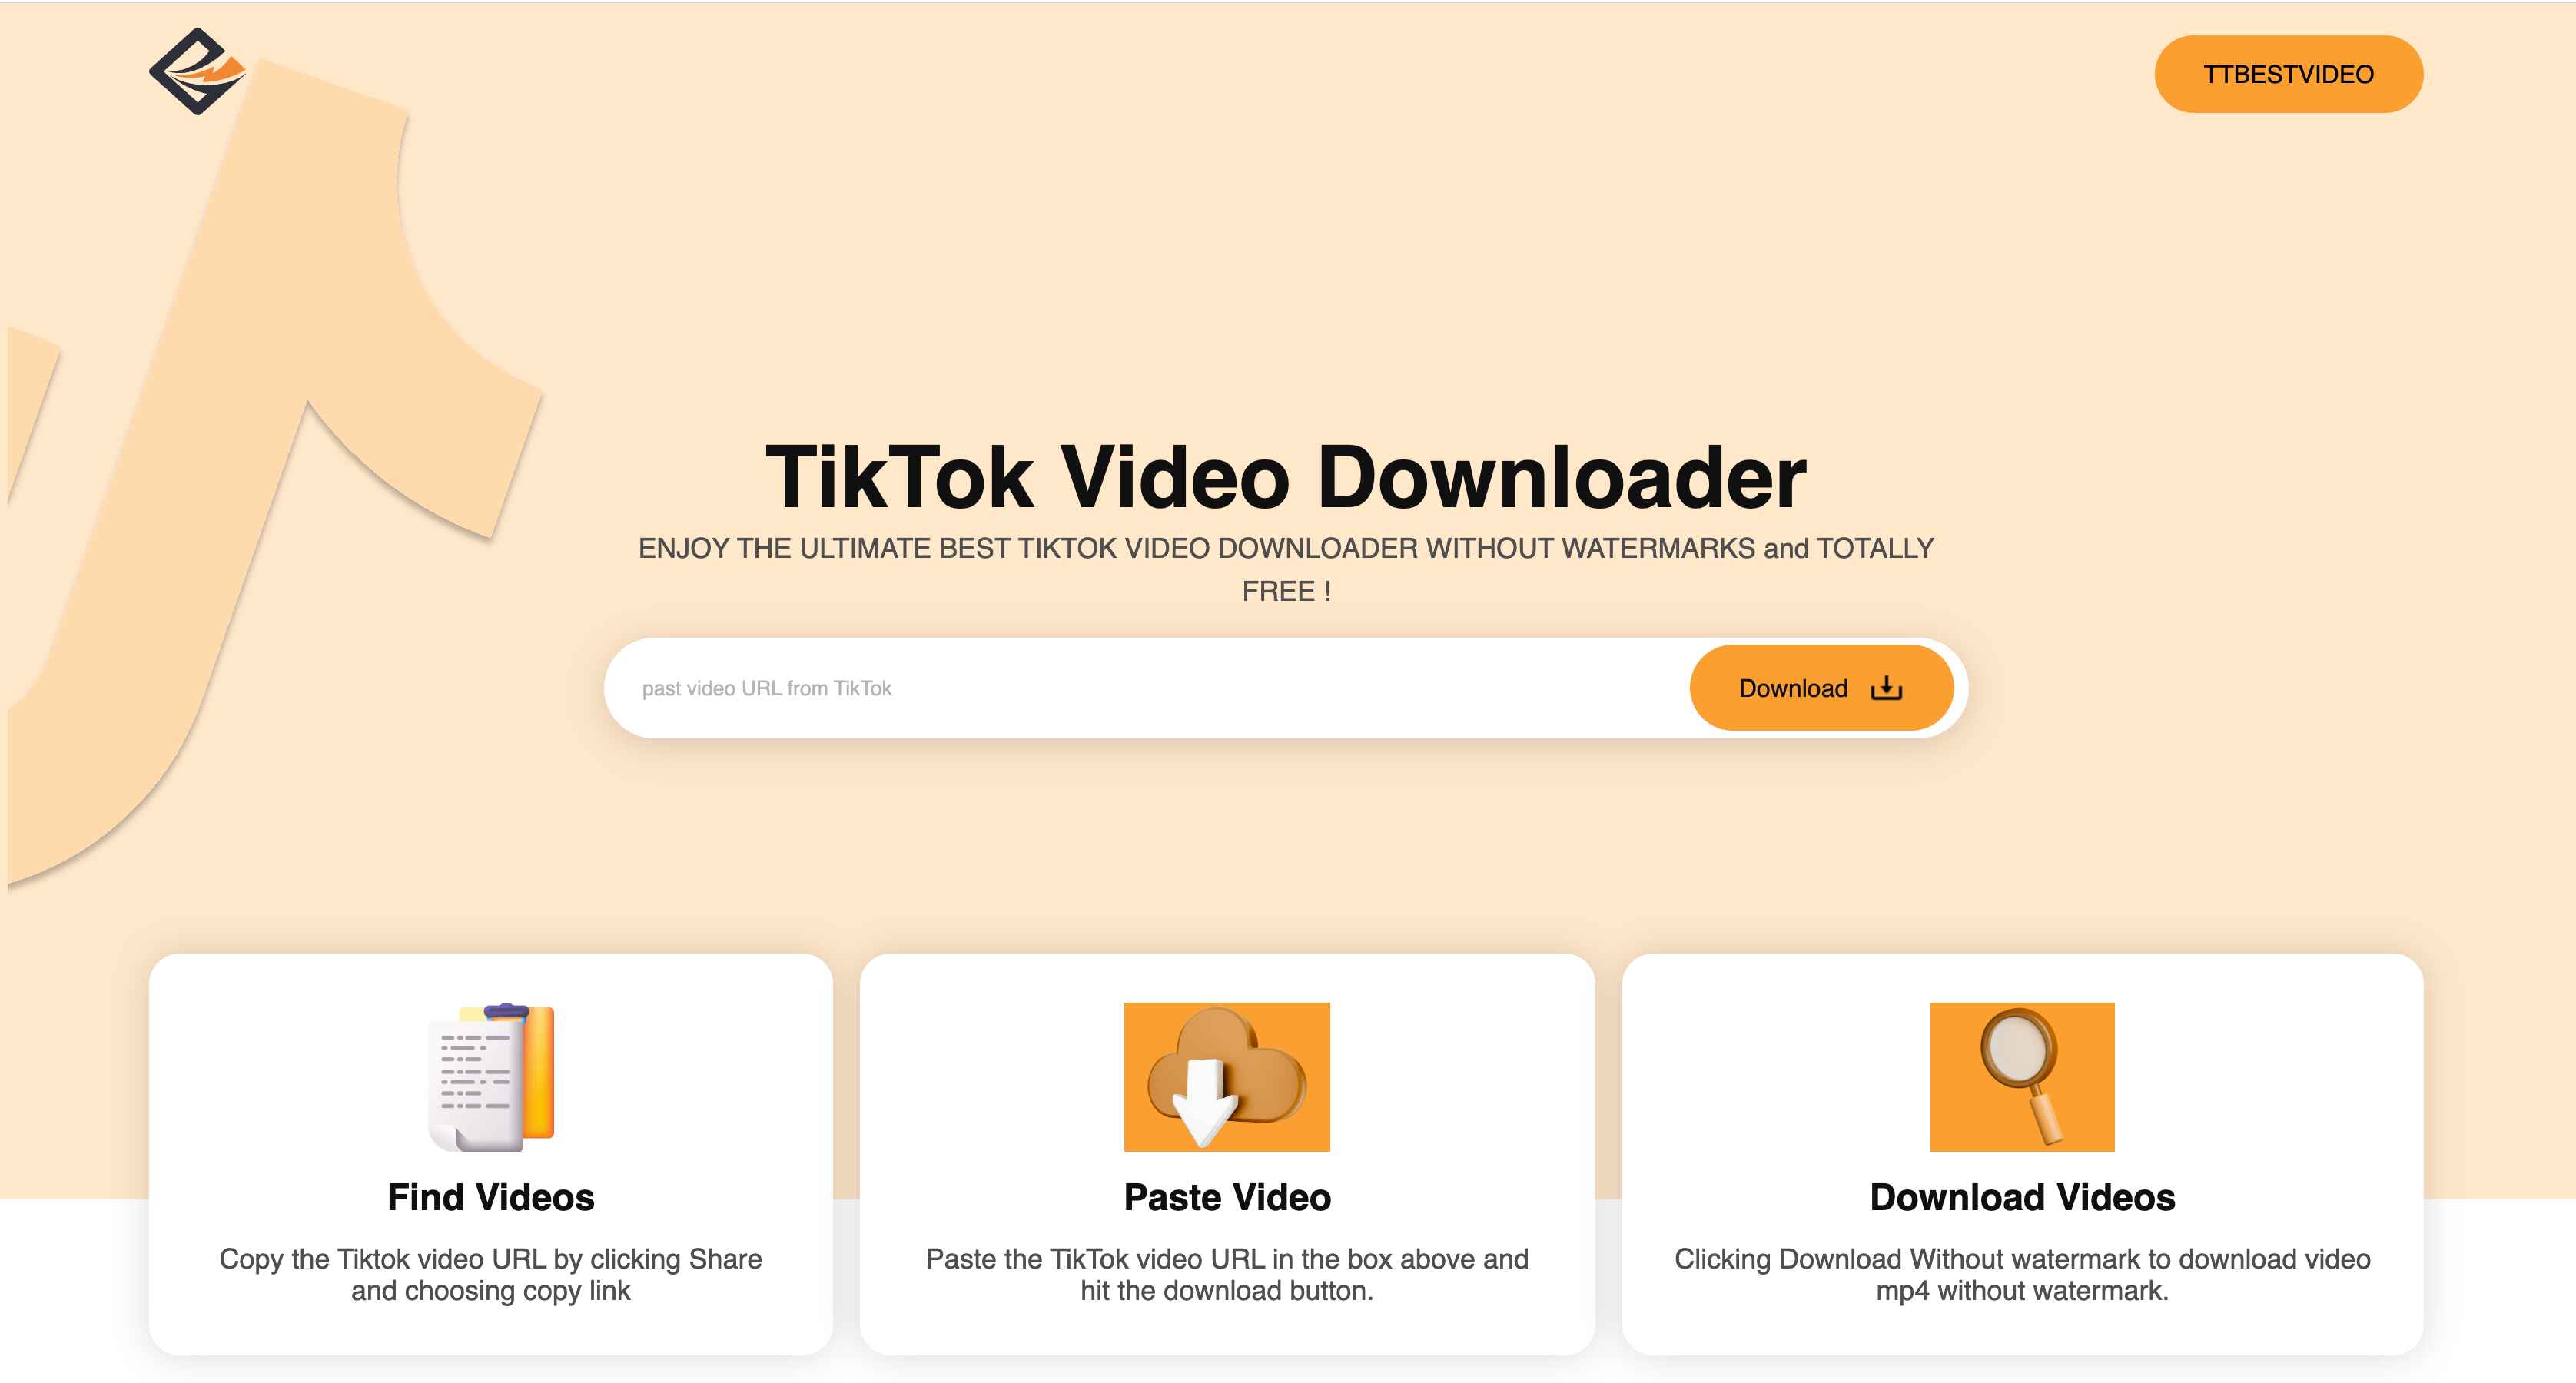 TTBESTVIDEO
TikTok Video Downloader
ENJOY THE ULTIMATE BEST TIKTOK VIDEO DOWNLOADER WITHOUT WATERMARKS and TOTALLY
FREE !
past video URL from TikTok
Download
Find Videos
Copy the Tiktok video URL by clicking Share
and choosing copy link
Paste Video
Paste the TikTok video URL in the box above and
hit the download button.
Download Videos
Clicking Download Without watermark to download video
mp4 without watermark.